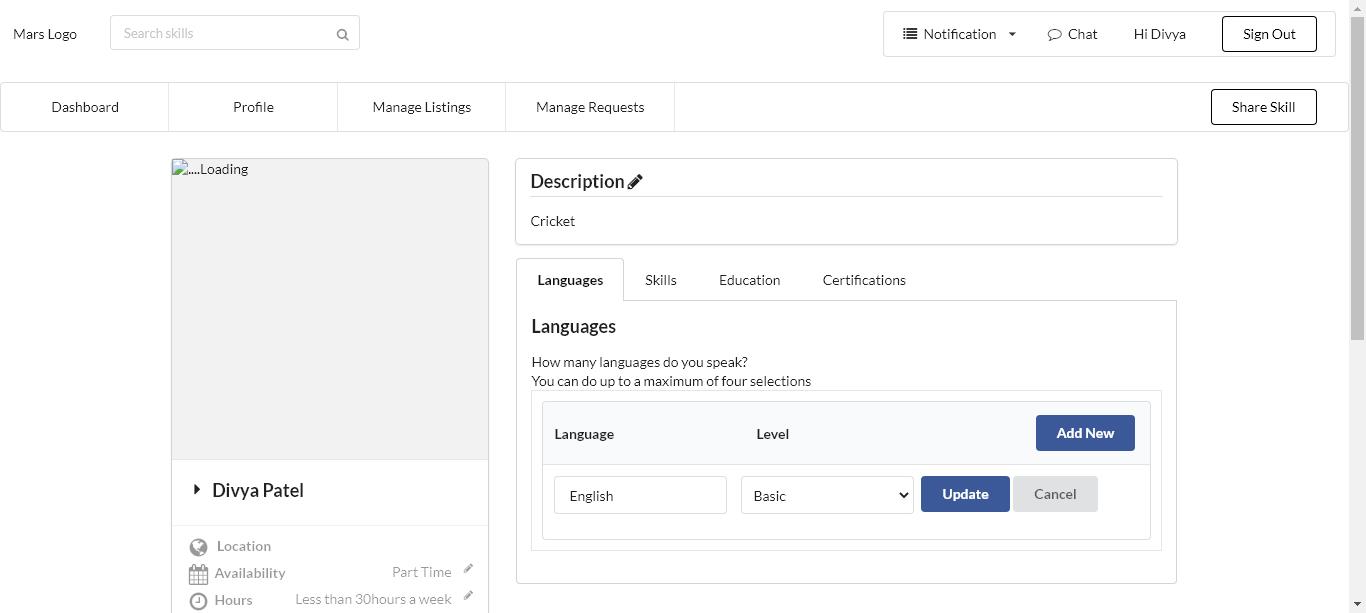 Mars Logo
Search skills
Notification
Chat
Hi Divya
Sign Out
Dashboard
Profile
Manage Listings
Manage Requests
Share Skill
....Loading
Divya Patel
Location
Availability
Part Time
Hours
Less than 30hours a week
Description
Cricket
Languages
Skills
Education
Certifications
Languages
How many languages do you speak?
You can do up to a maximum of four selections
Language
Level
Add New
English
Basic
Update
Cancel